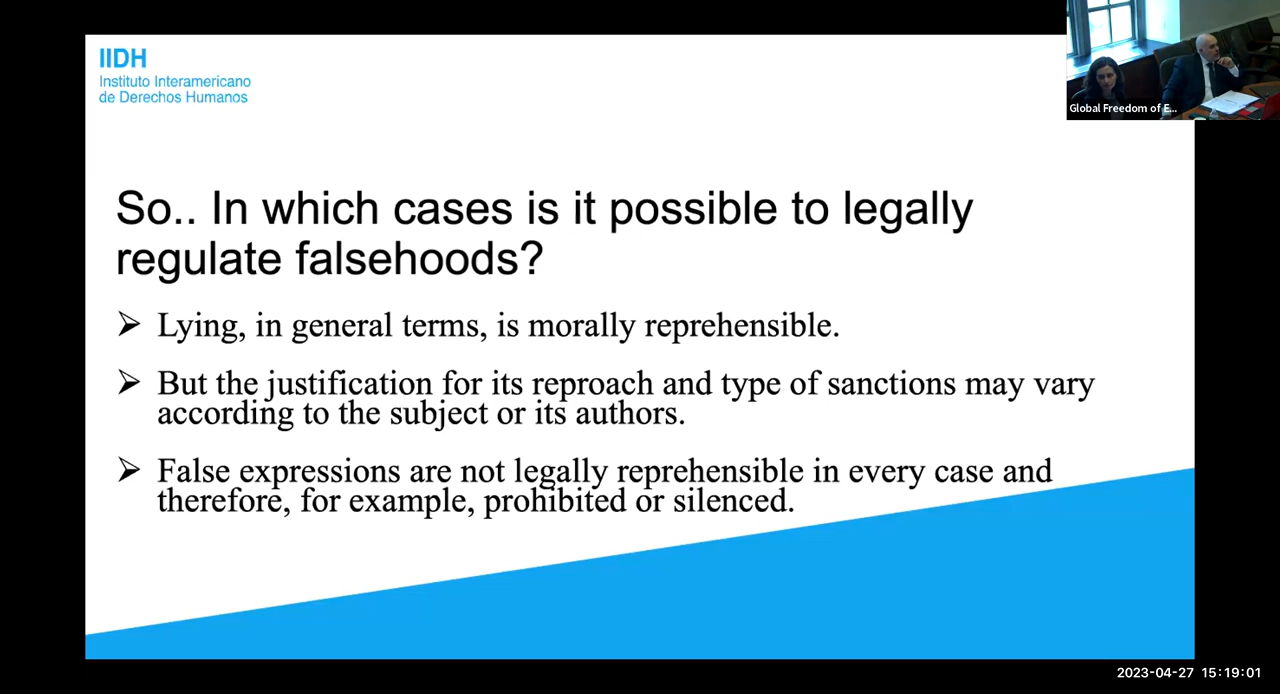 IIDH
Instituto Interamericano
de Derechos Humanos
Global Freedom of E...
So.. In which cases is it possible to legally
regulate falsehoods?
➢ Lying, in general terms, is morally reprehensible.
➢ But the justification for its reproach and type of sanctions may vary
according to the subject or its authors.
➢ False expressions are not legally reprehensible in every case and
therefore, for example, prohibited or silenced.
2023-04-27 15:19:01